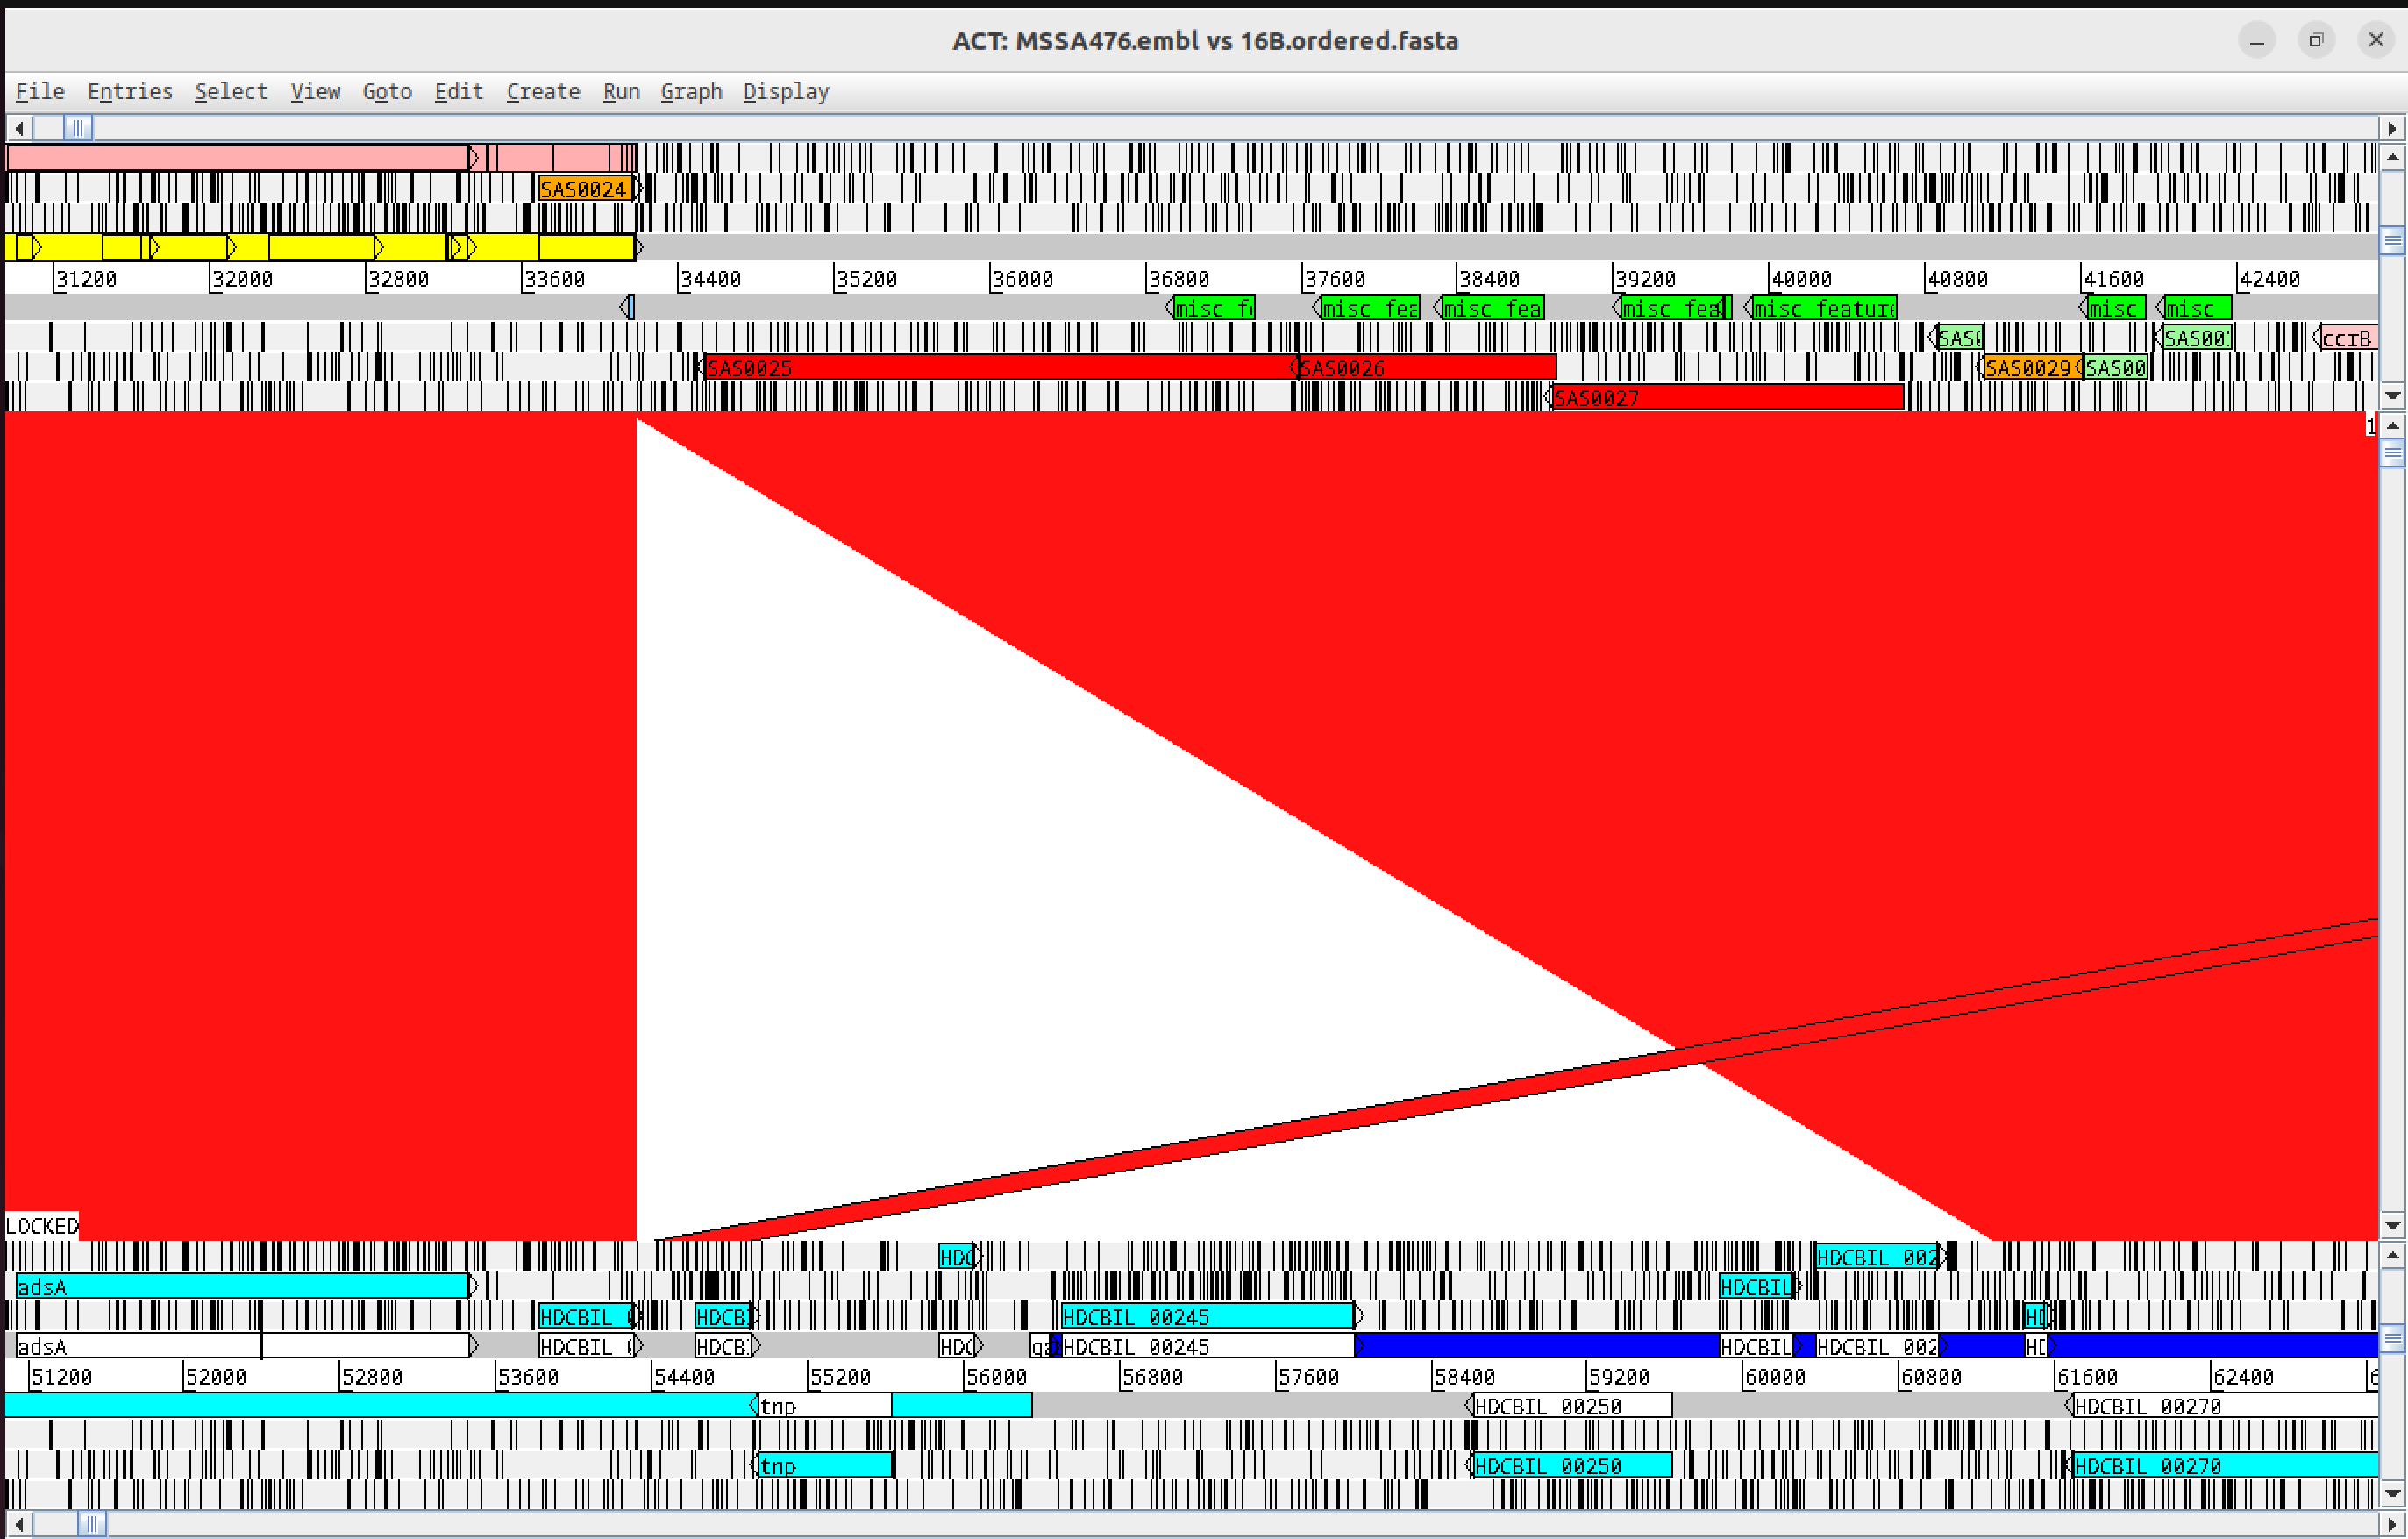 ACT: MSSA476.embl vs 16B.ordered.fasta
File Entries Select View Goto Edit Create Run Graph Display
SAS0024
31200 32000 32800 33600 34400 35200 36000 36800 37600 38400 39200 40000 40800 41600 42400
misc f misc fea misc fea misc fea misc feature misc misc
SAS0 SAS00 ccrB
SAS0025 SAS0026 SAS0029 SAS00
SAS0027
1
LOCKED
HDC HDCBIL 002
adsA HDCBIL
HDCBIL HDCB HDCBIL 00245 HD
adsA HDCBIL HDCB HDC HDCBIL 00245 HDCBIL HDCBIL 002 HD
51200 52000 52800 53600 54400 55200 56000 56800 57600 58400 59200 60000 60800 61600 62400
tnp HDCBIL 00250 HDCBIL 00270
tnp HDCBIL 00250 HDCBIL 00270